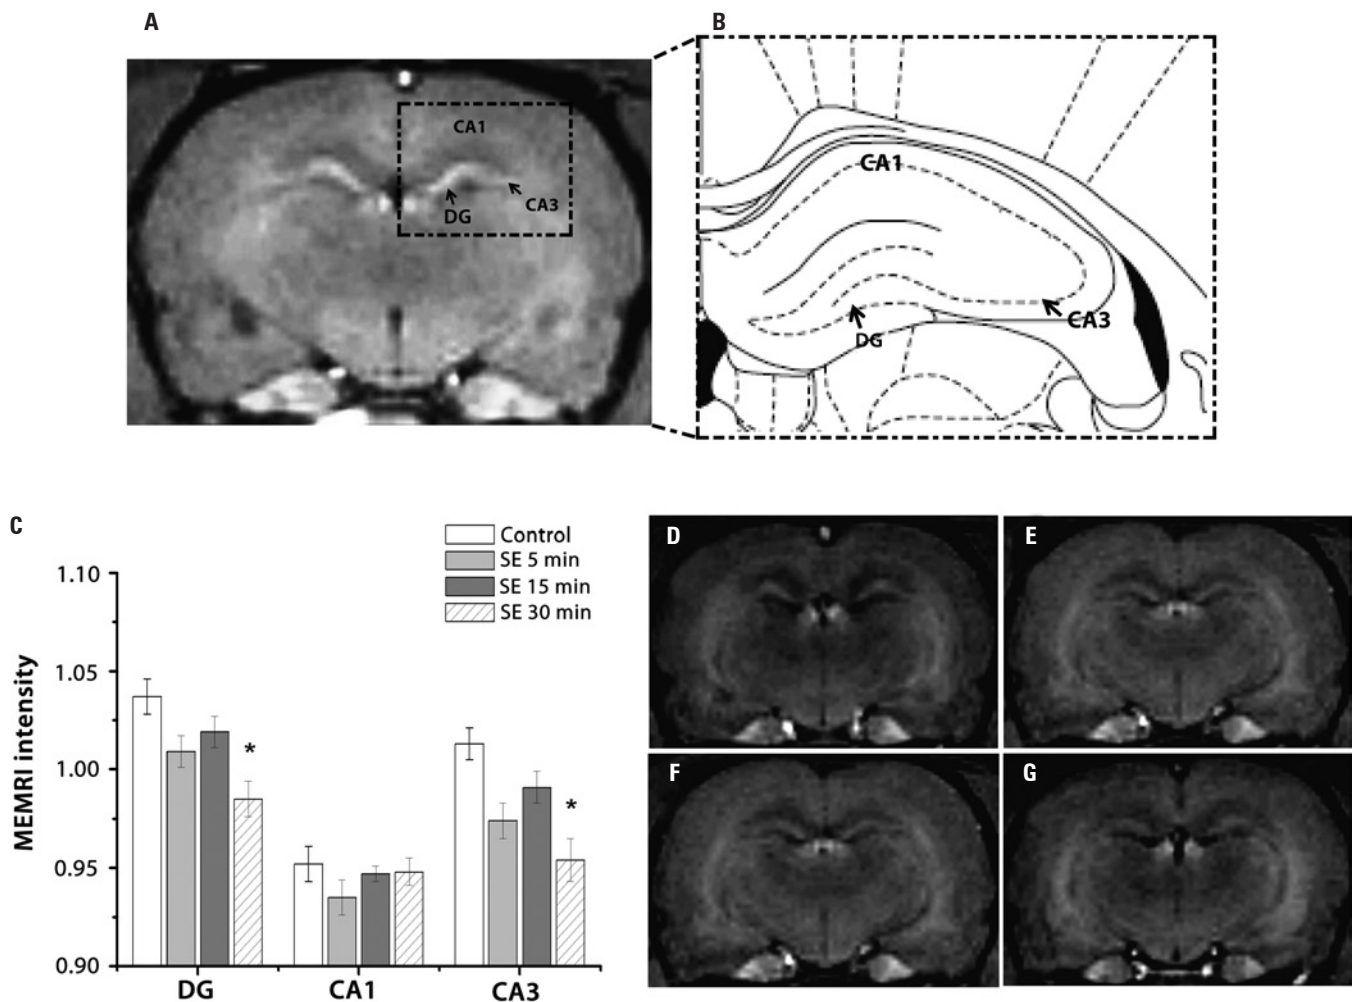 A
B
CA1
CA3
DG
CA1
CA3
DG
C
Control
SE 5 min
SE 15 min
SE 30 min
1.10
1.05
1.00
0.95
0.90
MEMRI intensity
*
*
DG CA1 CA3
D
E
F
G